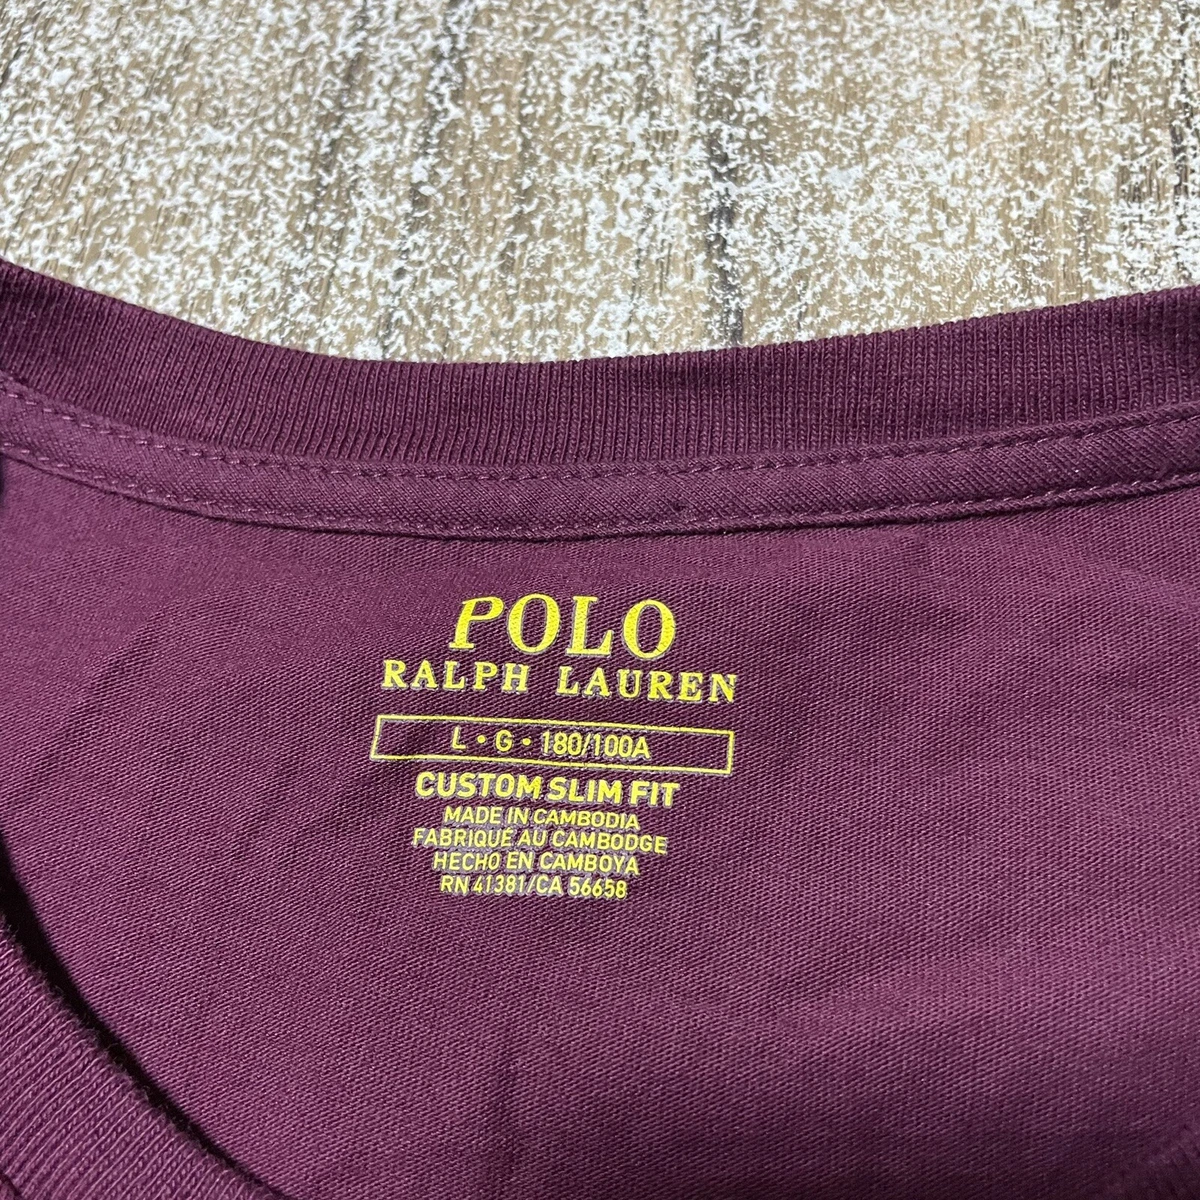 POLO
RALPH LAUREN
L • G • 180/100A
CUSTOM SLIM FIT
MADE IN CAMBODIA
FABRIQUÉ AU CAMBODGE
HECHO EN CAMBOYA
RN 41381/CA 56658